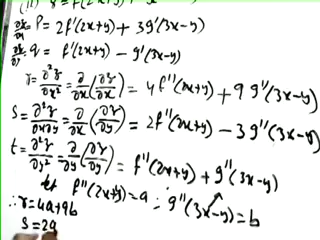 (ii) z = f(2x+y) + g(3x-y)
∂z/∂x = P = 2f'(2x+y) + 3g'(3x-y)
∂z/∂y = q = f'(2x+y) - g'(3x-y)
r = ∂²z/∂x² = ∂/∂x(∂z/∂x) = 4f''(2x+y) + 9g''(3x-y)
S = ∂²z/∂x∂y = ∂/∂x(∂z/∂y) = 2f''(2x+y) - 3g''(3x-y)
t = ∂²z/∂y² = ∂/∂y(∂z/∂y) = f''(2x+y) + g''(3x-y)
let f''(2x+y) = a ; g''(3x-y) = b
∴ r = 4a+9b
S = 2a